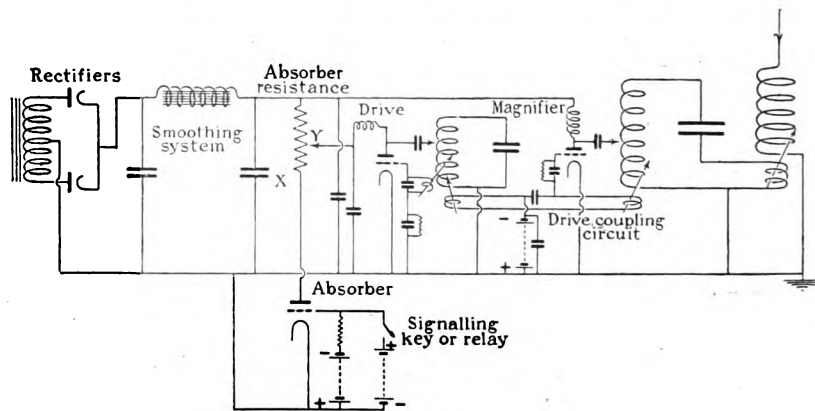 Rectifiers
Smoothing
system
X
Absorber
resistance
Y
Drive
Magnifier
Drive coupling
circuit
-
+
Absorber
Signalling
key or relay
-
+
+
-